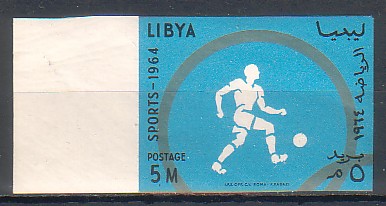 LIBYA
ليبيا
SPORTS - 1964
الرياضة ١٩٦٤
POSTAGE
5 M
بريد
٥ م